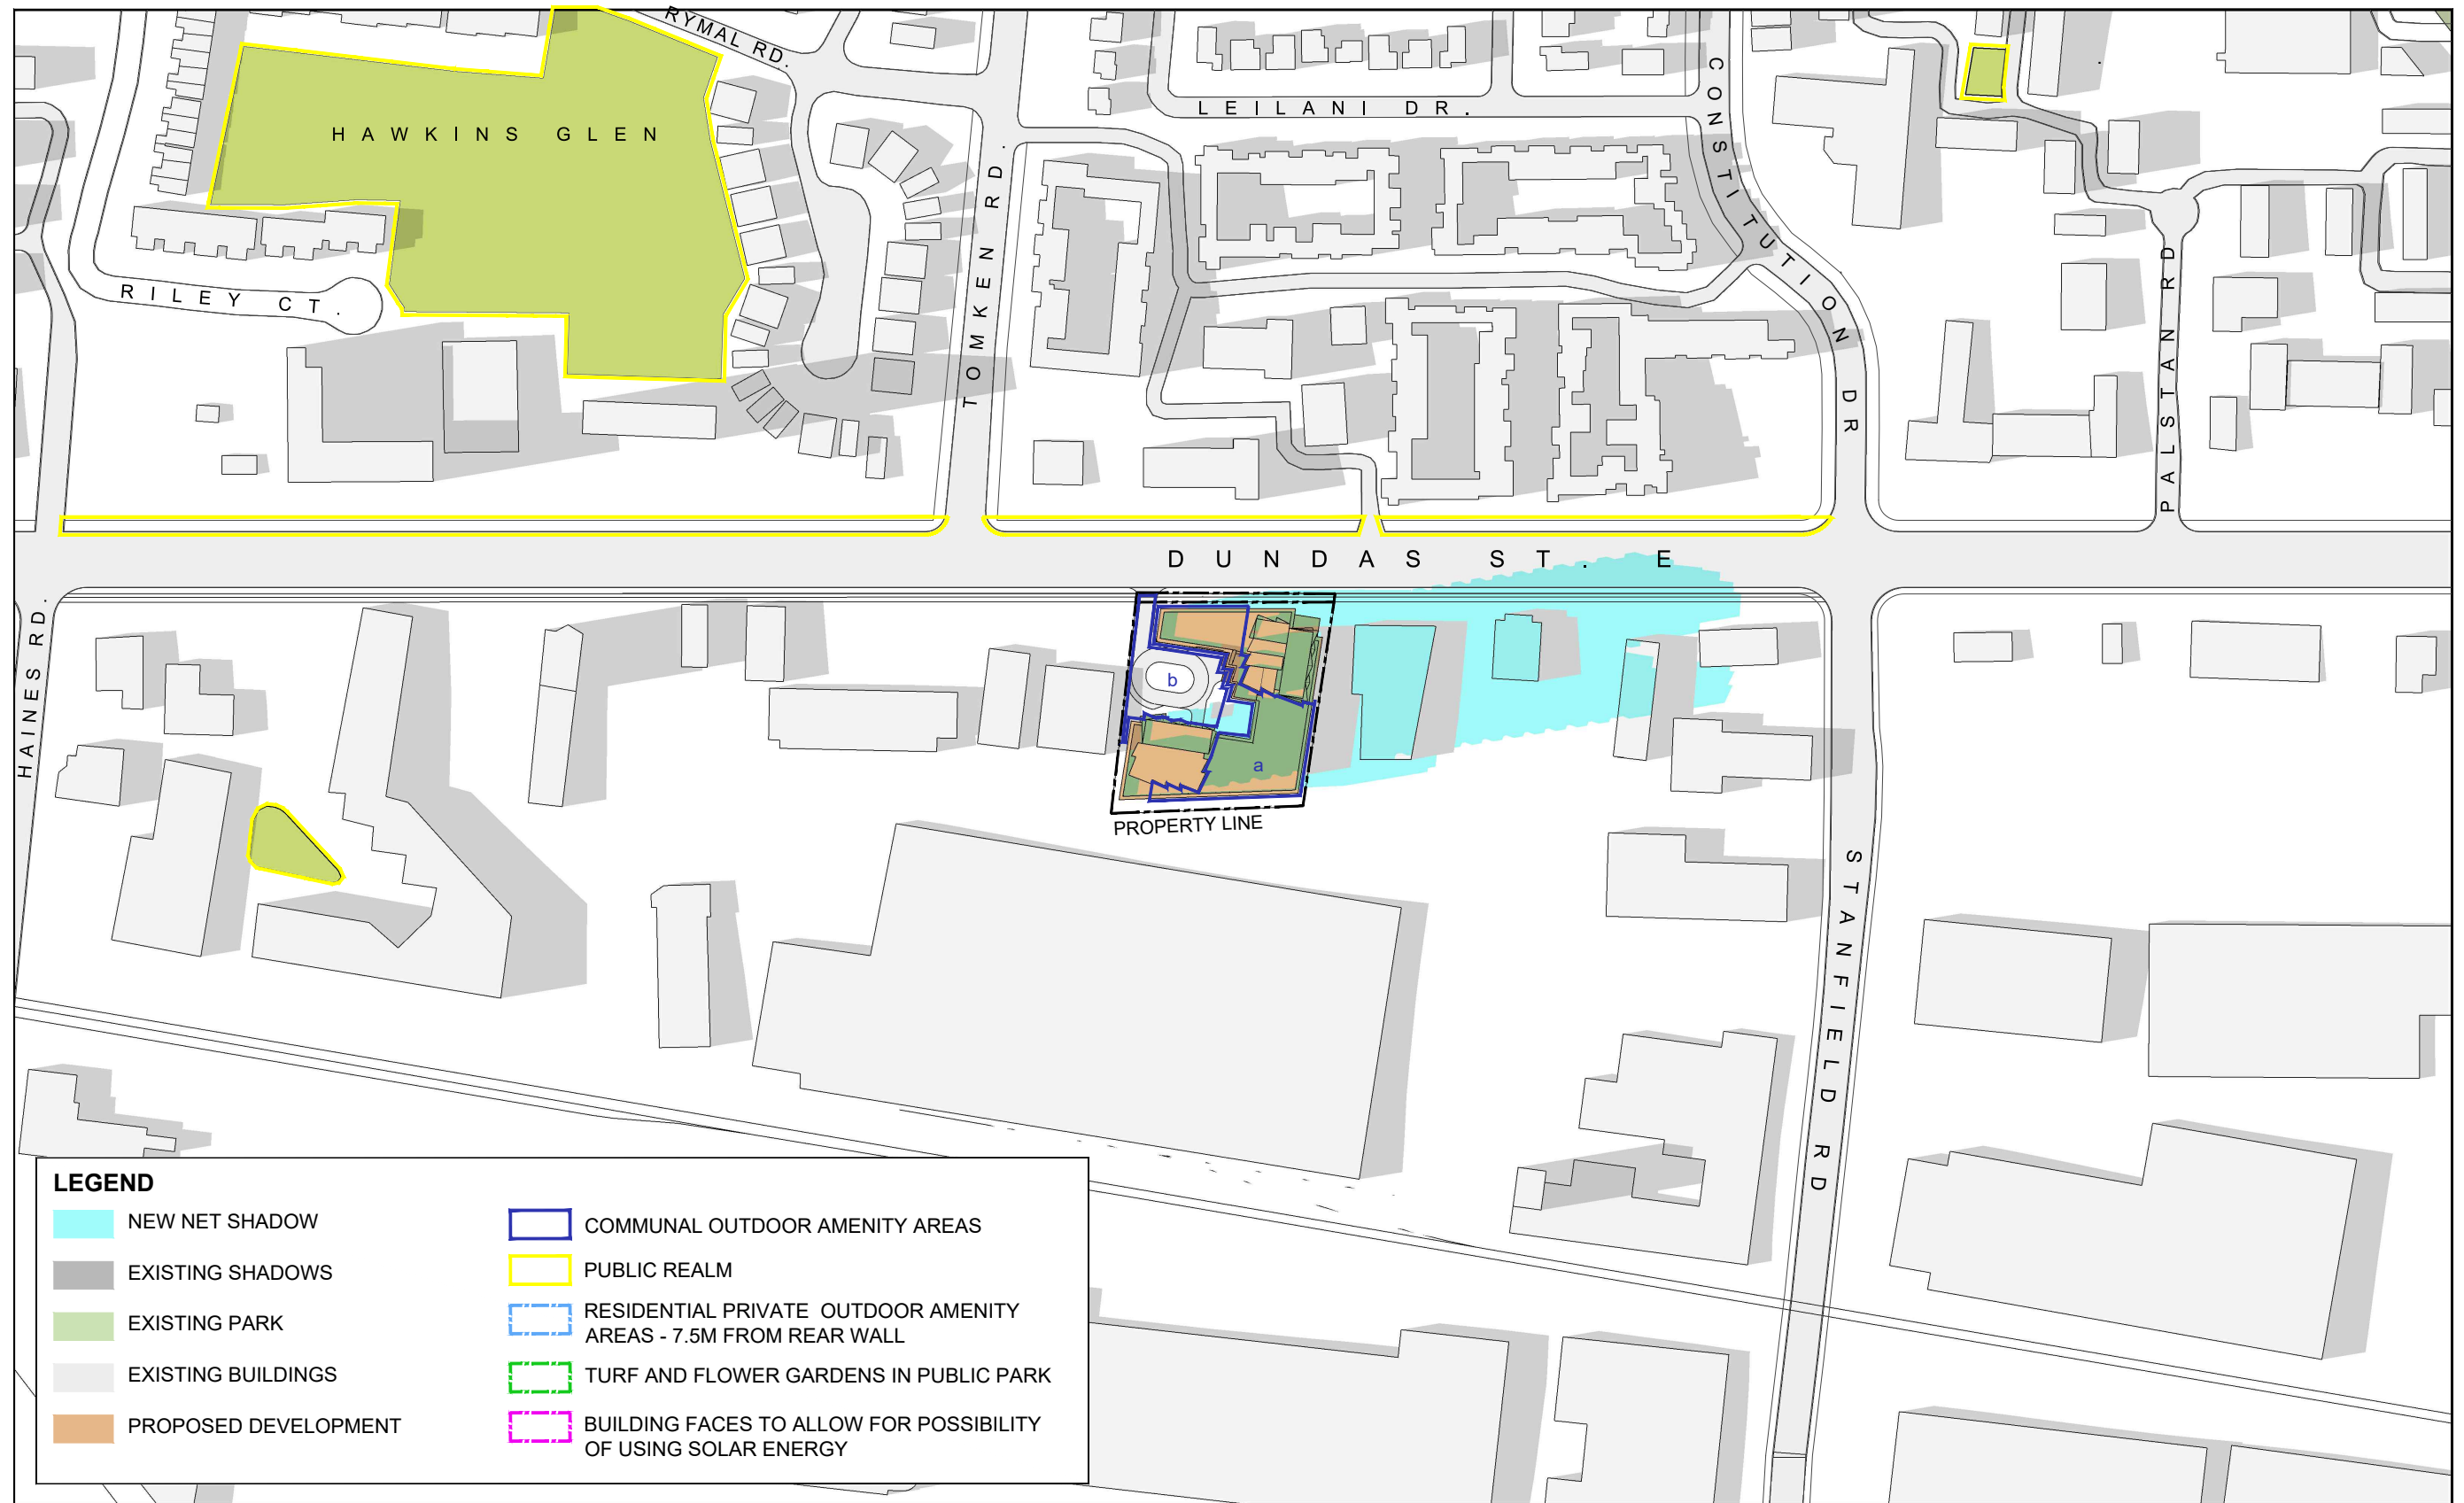 RYMAL RD.
HAWKINS GLEN
LEILANI DR.
CONSTITUTION DR
TOMKEN RD.
RILEY CT.
PALSTAN RD
DUNDAS ST. E
HAINES RD.
b
a
PROPERTY LINE
STANFIELD RD
LEGEND
NEW NET SHADOW
EXISTING SHADOWS
EXISTING PARK
EXISTING BUILDINGS
PROPOSED DEVELOPMENT
COMMUNAL OUTDOOR AMENITY AREAS
PUBLIC REALM
RESIDENTIAL PRIVATE OUTDOOR AMENITY
AREAS - 7.5M FROM REAR WALL
TURF AND FLOWER GARDENS IN PUBLIC PARK
BUILDING FACES TO ALLOW FOR POSSIBILITY
OF USING SOLAR ENERGY